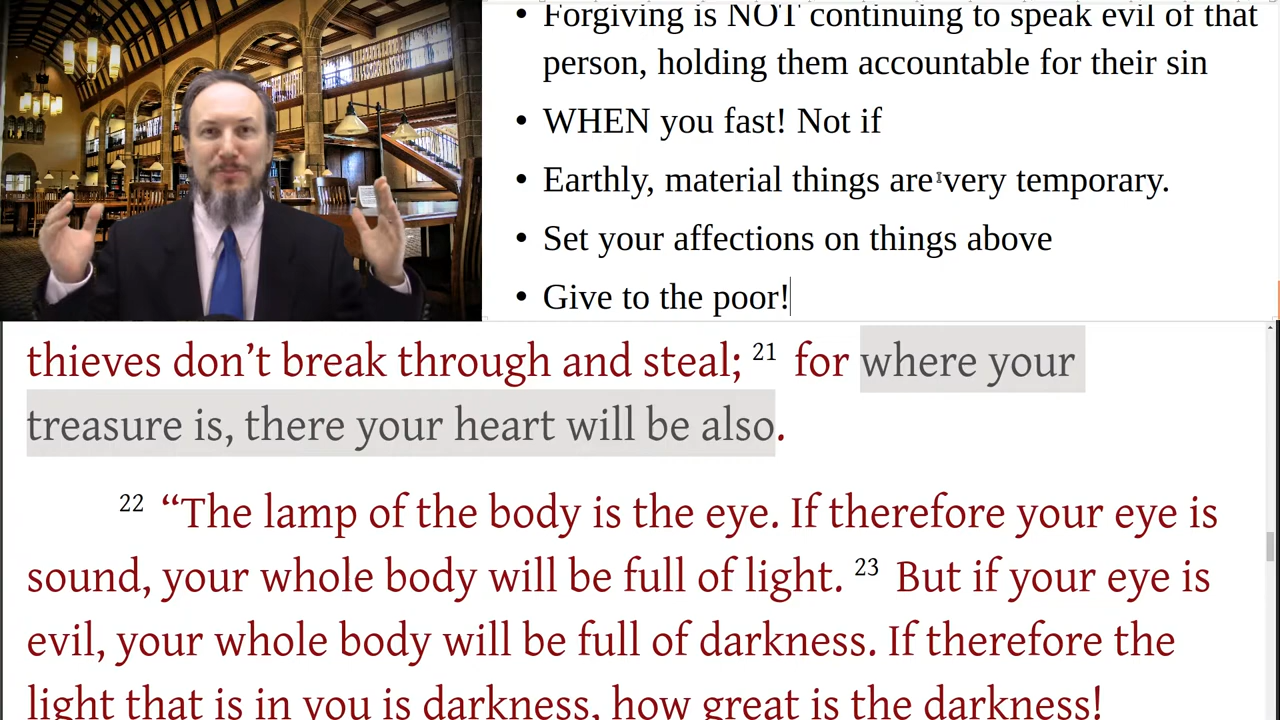 • Forgiving is NOT continuing to speak evil of that
person, holding them accountable for their sin
• WHEN you fast! Not if
• Earthly, material things are very temporary.
• Set your affections on things above
• Give to the poor!
thieves don’t break through and steal; 21 for where your
treasure is, there your heart will be also.
22 “The lamp of the body is the eye. If therefore your eye is
sound, your whole body will be full of light. 23 But if your eye is
evil, your whole body will be full of darkness. If therefore the
light that is in you is darkness, how great is the darkness!